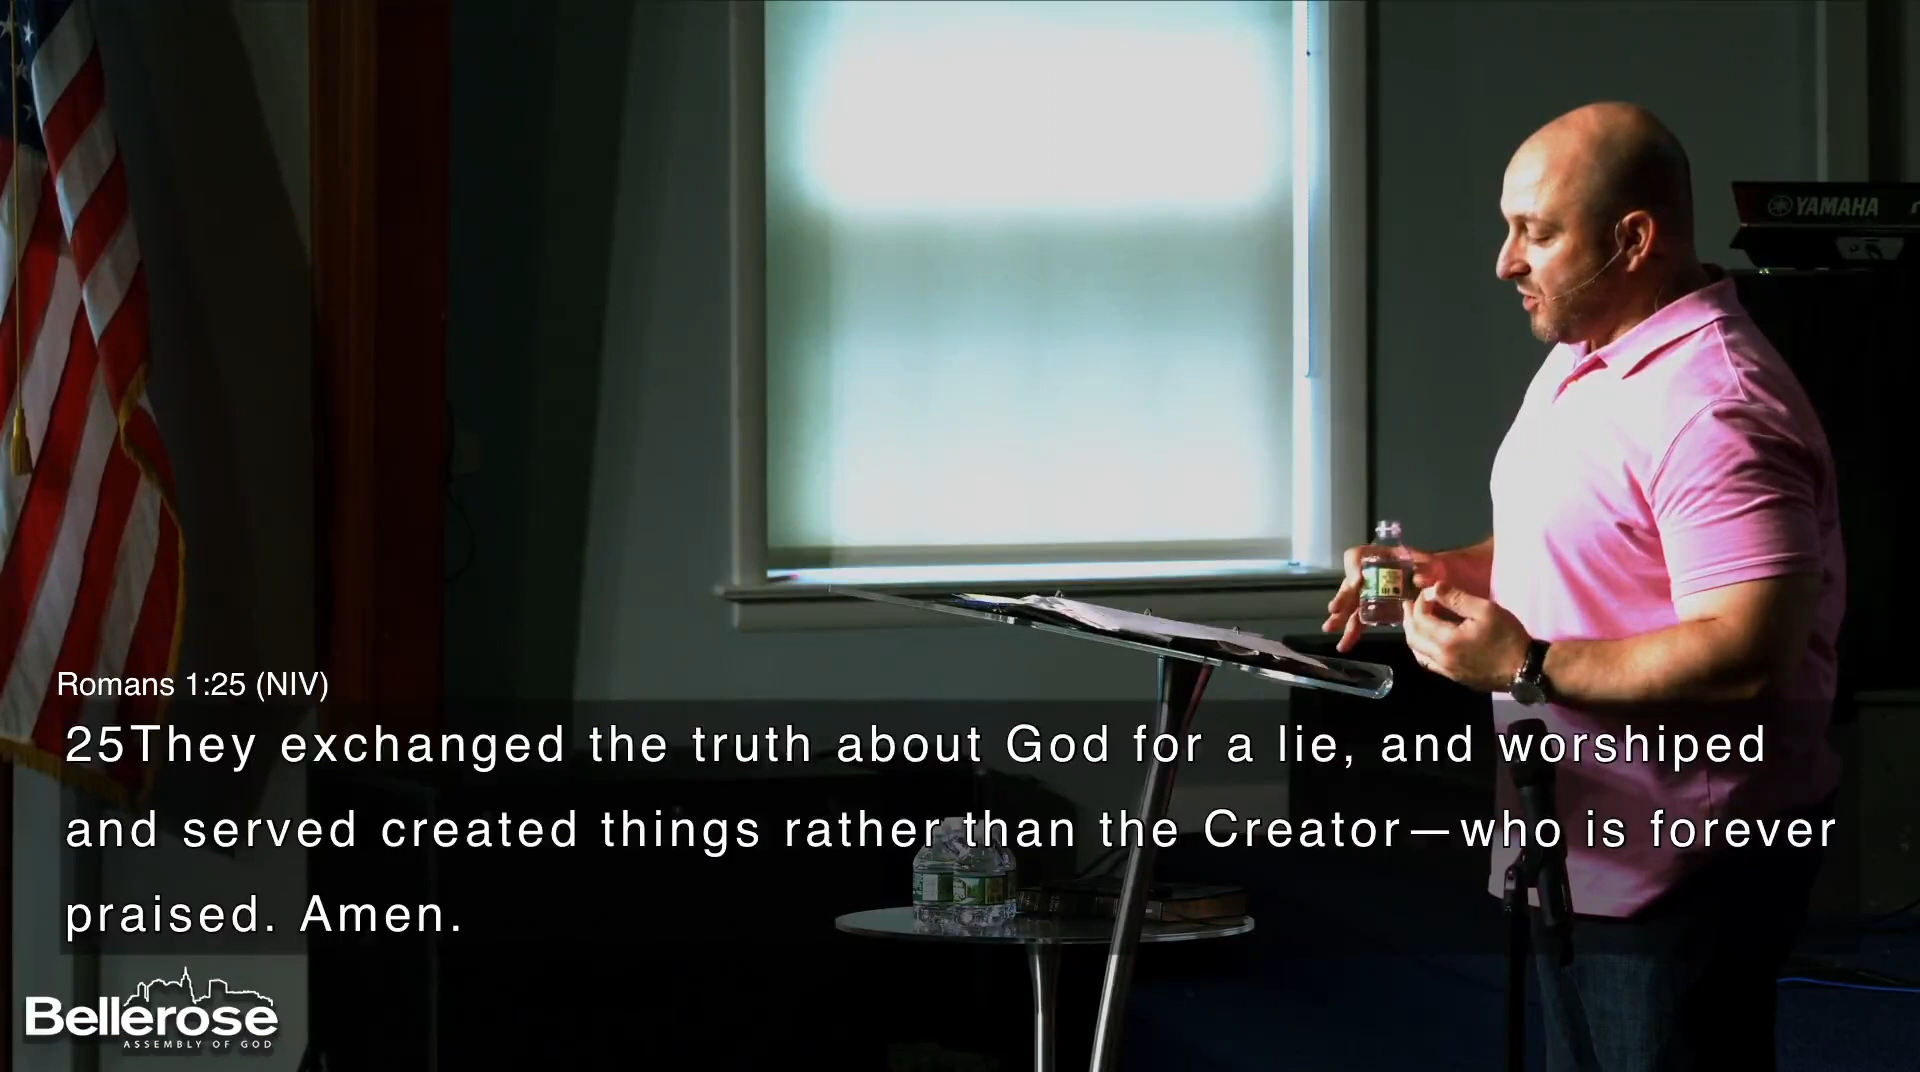 YAMAHA
Romans 1:25 (NIV)
25They exchanged the truth about God for a lie, and worshiped
and served created things rather than the Creator—who is forever
praised. Amen.
Bellerose
ASSEMBLY OF GOD